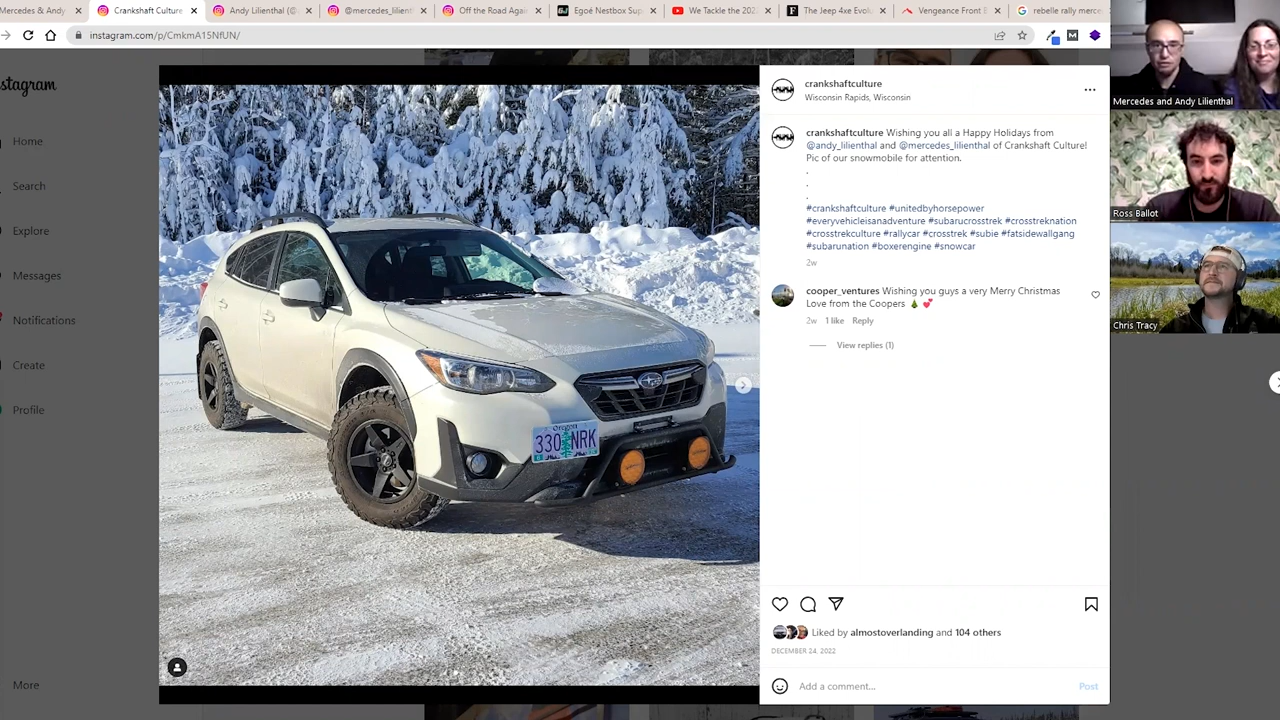 Mercedes & Andy
Crankshaft Culture
Andy Lilienthal (@
@mercedes_lilient
Off the Road Again
Egoé Nestbox Sup
We Tackle the 202
The Jeep 4xe Evolu
Vengeance Front B
rebelle rally merce
instagram.com/p/CmkmA15NfUN/
stagram
Home
Search
Explore
Messages
Notifications
Create
Profile
More
Oregon
330 NRK
crankshaftculture
Wisconsin Rapids, Wisconsin
crankshaftculture Wishing you all a Happy Holidays from
@andy_lilienthal and @mercedes_lilienthal of Crankshaft Culture!
Pic of our snowmobile for attention.
.
.
.
#crankshaftculture #unitedbyhorsepower
#everyvehicleisanadventure #subarucrosstrek #crosstreknation
#crosstrekculture #rallycar #crosstrek #subie #fatsidewallgang
#subarunation #boxerengine #snowcar
2w
cooper_ventures Wishing you guys a very Merry Christmas
Love from the Coopers 🎄 💕
2w 1 like Reply
View replies (1)
Liked by almostoverlanding and 104 others
DECEMBER 24, 2022
Add a comment...
Post
Mercedes and Andy Lilienthal
Ross Ballot
Chris Tracy